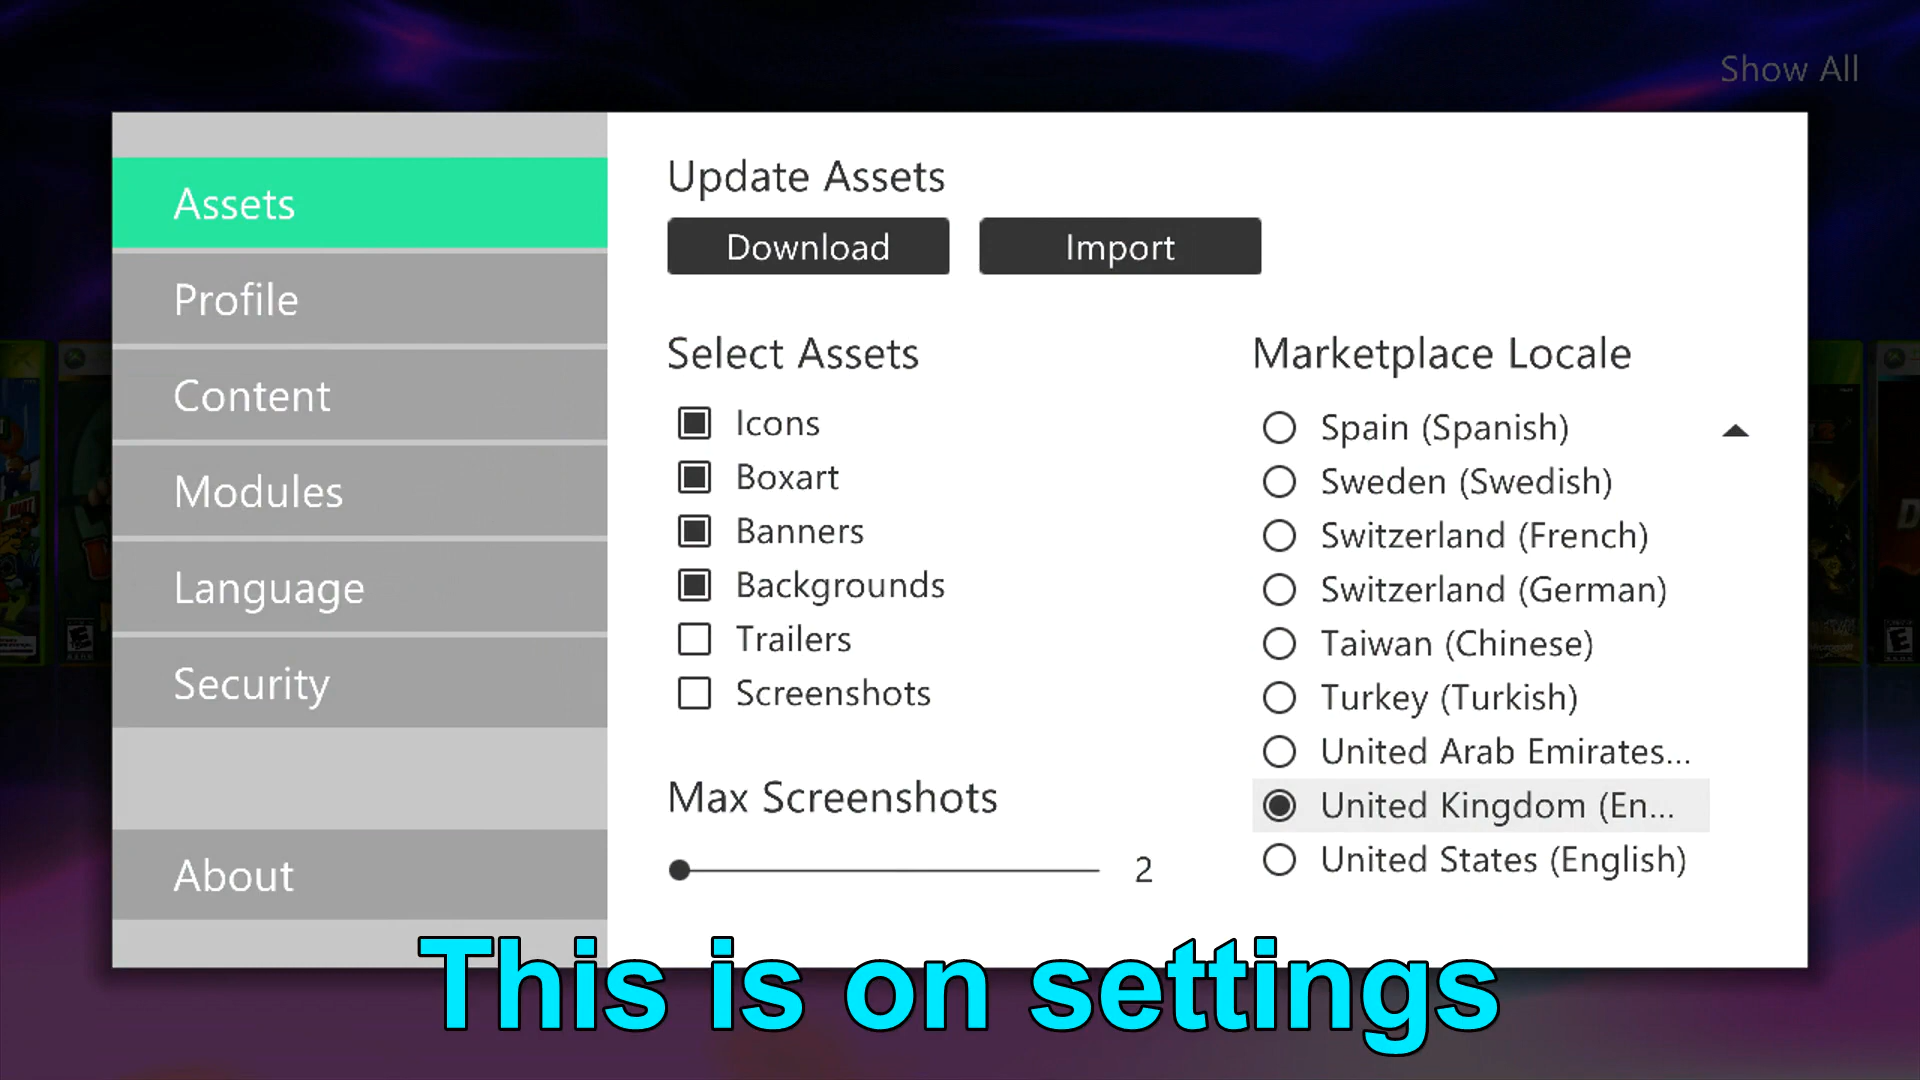 Show All
Assets
Profile
Content
Modules
Language
Security
About
Update Assets
Download
Import
Select Assets
Icons
Boxart
Banners
Backgrounds
Trailers
Screenshots
Max Screenshots
2
Marketplace Locale
Spain (Spanish)
Sweden (Swedish)
Switzerland (French)
Switzerland (German)
Taiwan (Chinese)
Turkey (Turkish)
United Arab Emirates...
United Kingdom (En...
United States (English)
This is on settings